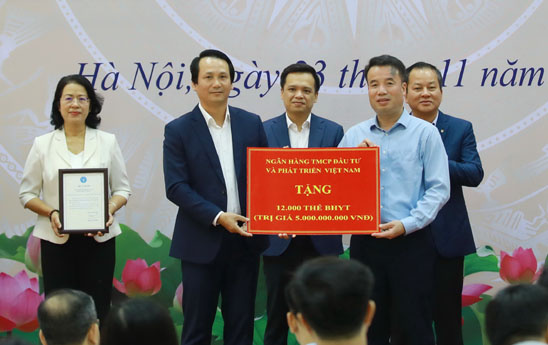 Hà Nội, ngày 23 th 11 năm
NGÂN HÀNG TMCP ĐẦU TƯ
VÀ PHÁT TRIỂN VIỆT NAM
TẶNG
12.000 THẺ BHYT
(TRỊ GIÁ 5.000.000.000 VNĐ)